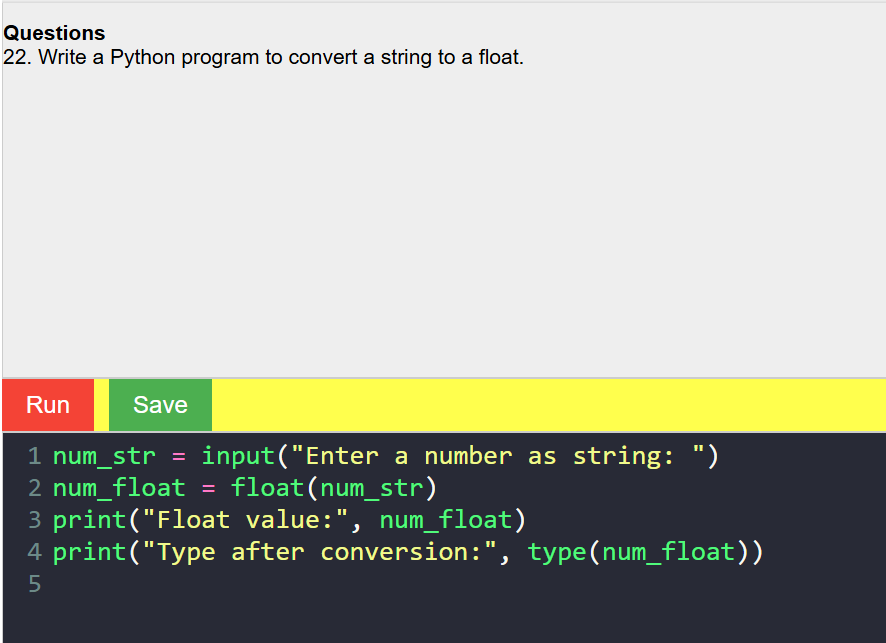 Questions
22. Write a Python program to convert a string to a float.
Run Save
1 num_str = input("Enter a number as string: ")
2 num_float = float(num_str)
3 print("Float value:", num_float)
4 print("Type after conversion:", type(num_float))
5